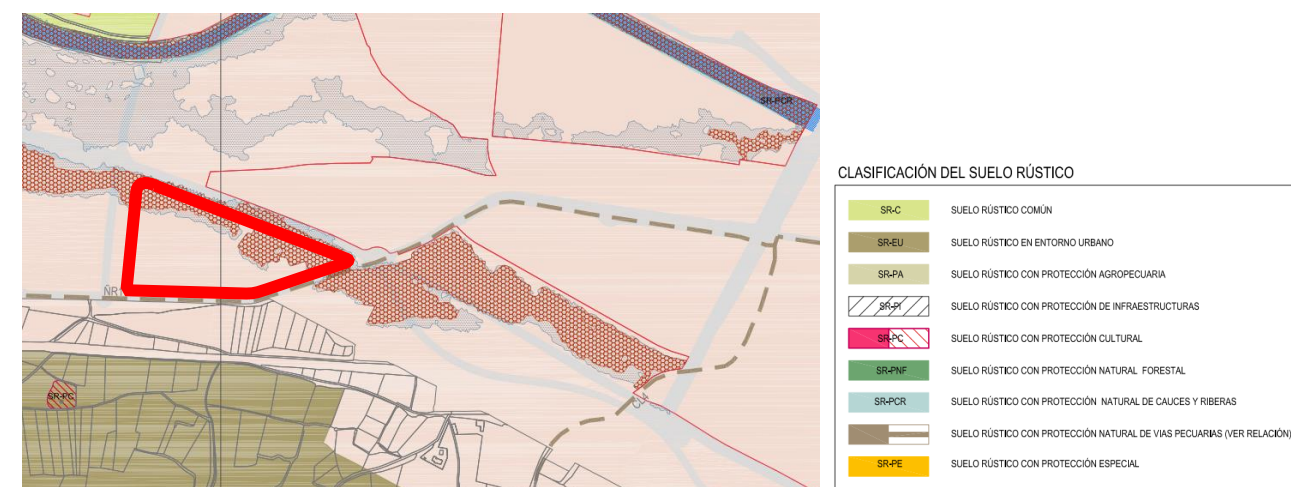 SR-PCR
ÑR1
SR-PC
CLASIFICACIÓN DEL SUELO RÚSTICO
SR-C SUELO RÚSTICO COMÚN
SR-EU SUELO RÚSTICO EN ENTORNO URBANO
SR-PA SUELO RÚSTICO CON PROTECCIÓN AGROPECUARIA
SR-PI SUELO RÚSTICO CON PROTECCIÓN DE INFRAESTRUCTURAS
SR-PC SUELO RÚSTICO CON PROTECCIÓN CULTURAL
SR-PNF SUELO RÚSTICO CON PROTECCIÓN NATURAL FORESTAL
SR-PCR SUELO RÚSTICO CON PROTECCIÓN NATURAL DE CAUCES Y RIBERAS
SUELO RÚSTICO CON PROTECCIÓN NATURAL DE VIAS PECUARIAS (VER RELACIÓN)
SR-PE SUELO RÚSTICO CON PROTECCIÓN ESPECIAL